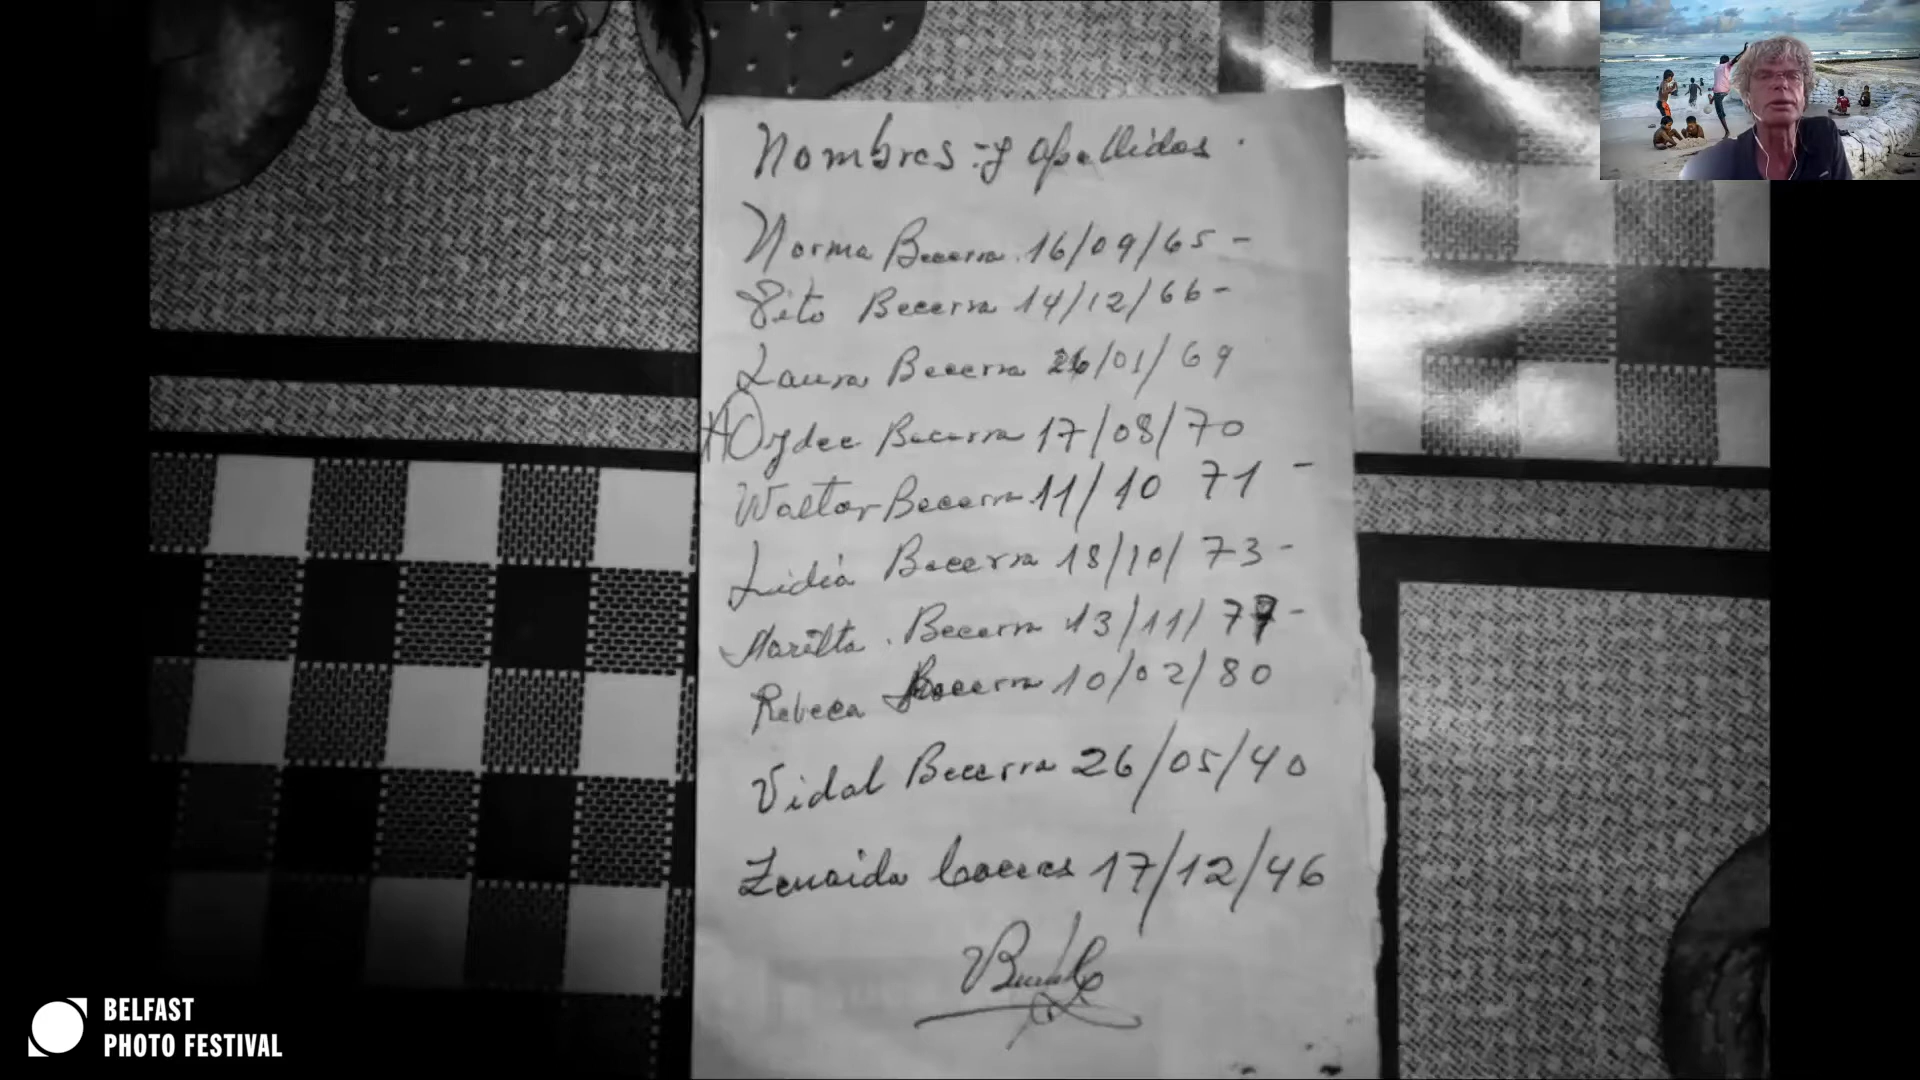 Nombres y Apellidos.
Norma Becerra 16/09/65 -
Tito Becerra 14/12/66 -
Laura Becerra 26/01/69
Aydee Becerra 17/08/70
Walter Becerra 11/10 71 -
Lidia Becerra 18/10/73 -
Becerra 13/11/77 -
Rebeca Becerra 10/02/80
Vidal Becerra 26/05/40
Zenaida Caceres 17/12/46
BELFAST
PHOTO FESTIVAL